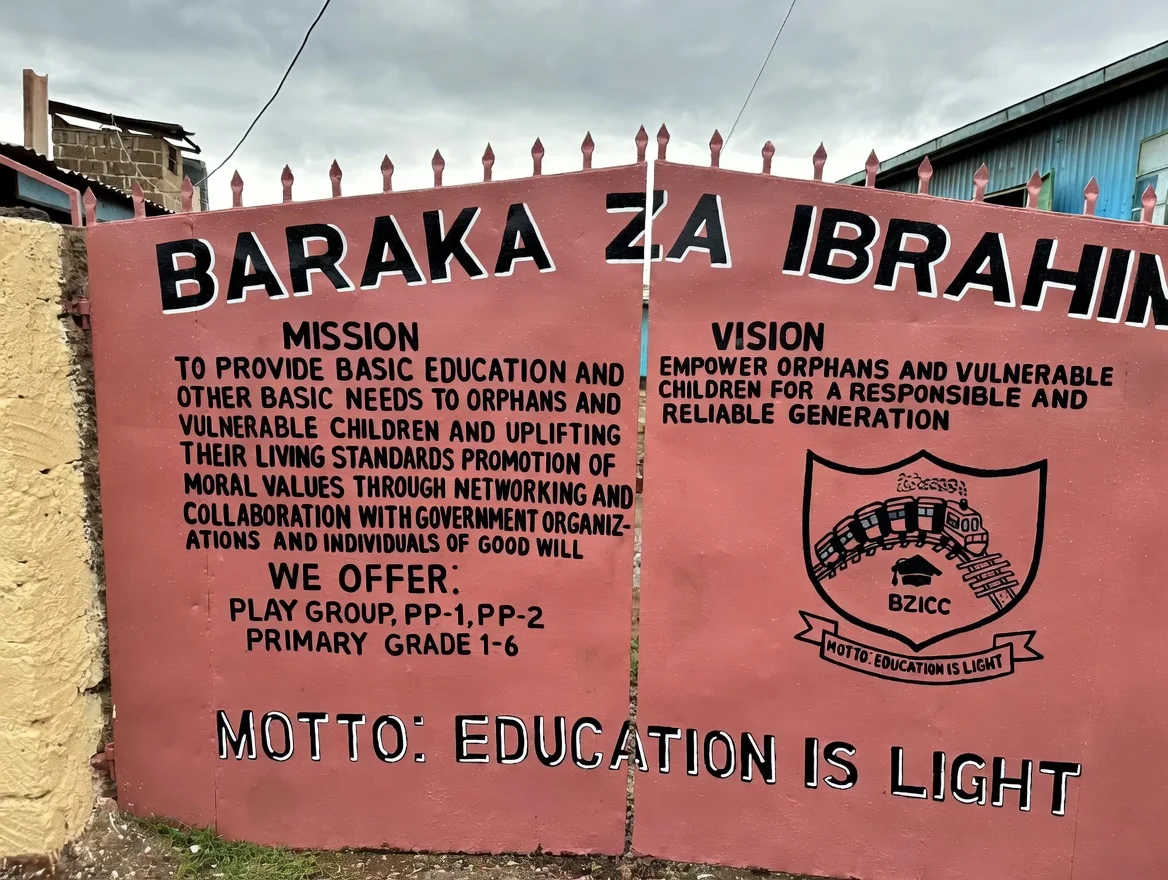 BARAKA ZA IBRAHIM
MISSION
TO PROVIDE BASIC EDUCATION AND
OTHER BASIC NEEDS TO ORPHANS AND
VULNERABLE CHILDREN AND UPLIFTING
THEIR LIVING STANDARDS PROMOTION OF
MORAL VALUES THROUGH NETWORKING AND
COLLABORATION WITH GOVERNMENT ORGANIZ-
ATIONS AND INDIVIDUALS OF GOOD WILL
WE OFFER:
PLAY GROUP, PP-1, PP-2
PRIMARY GRADE 1-6
VISION
EMPOWER ORPHANS AND VULNERABLE
CHILDREN FOR A RESPONSIBLE AND
RELIABLE GENERATION
BZICC
MOTTO: EDUCATION IS LIGHT
MOTTO: EDUCATION IS LIGHT